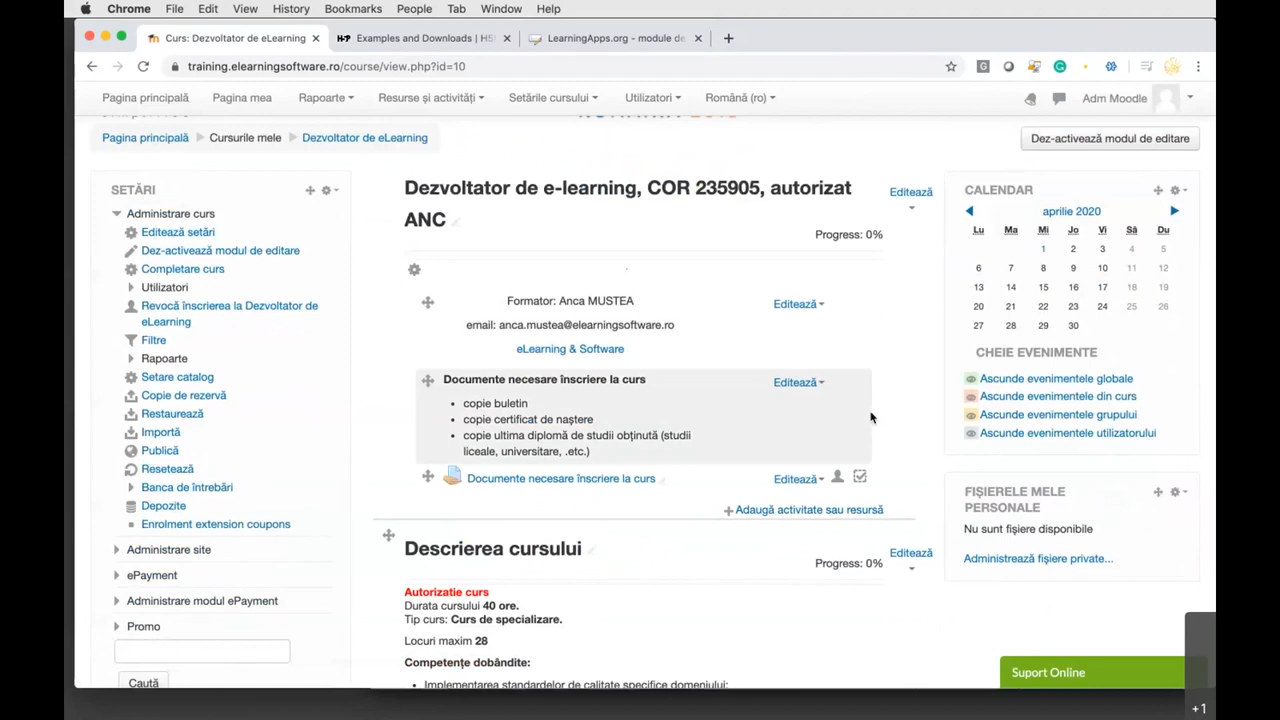 Chrome File Edit View History Bookmarks People Tab Window Help
Curs: Dezvoltator de eLearning
Examples and Downloads | H5
LearningApps.org - module de
training.elearningsoftware.ro/course/view.php?id=10
Pagina principală Pagina mea Rapoarte Resurse și activități Setările cursului Utilizatori Română (ro) Adm Moodle
Pagina principală Cursurile mele Dezvoltator de eLearning Dez-activează modul de editare
SETĂRI
Administrare curs
Editează setări
Dez-activează modul de editare
Completare curs
Utilizatori
Revocă înscrierea la Dezvoltator de
eLearning
Filtre
Rapoarte
Setare catalog
Copie de rezervă
Restaurează
Importă
Publică
Resetează
Banca de întrebări
Depozite
Enrolment extension coupons
Administrare site
ePayment
Administrare modul ePayment
Promo
Caută
Dezvoltator de e-learning, COR 235905, autorizat
ANC
Editează
Progress: 0%
Formator: Anca MUSTEA
Editează
email: anca.mustea@elearningsoftware.ro
eLearning & Software
Documente necesare înscriere la curs
Editează
• copie buletin
• copie certificat de naștere
• copie ultima diplomă de studii obținută (studii
liceale, universitare, .etc.)
Documente necesare înscriere la curs
Editează
+ Adaugă activitate sau resursă
Descrierea cursului
Editează
Progress: 0%
Autorizatie curs
Durata cursului 40 ore.
Tip curs: Curs de specializare.
Locuri maxim 28
Competențe dobândite:
• Implementarea standardelor de calitate specifice domeniului;
CALENDAR
aprilie 2020
Lu Ma Mi Jo Vi Sâ Du
1 2 3 4 5
6 7 8 9 10 11 12
13 14 15 16 17 18 19
20 21 22 23 24 25 26
27 28 29 30
CHEIE EVENIMENTE
Ascunde evenimentele globale
Ascunde evenimentele din curs
Ascunde evenimentele grupului
Ascunde evenimentele utilizatorului
FIȘIERELE MELE
PERSONALE
Nu sunt fișiere disponibile
Administrează fișiere private...
Suport Online
+1